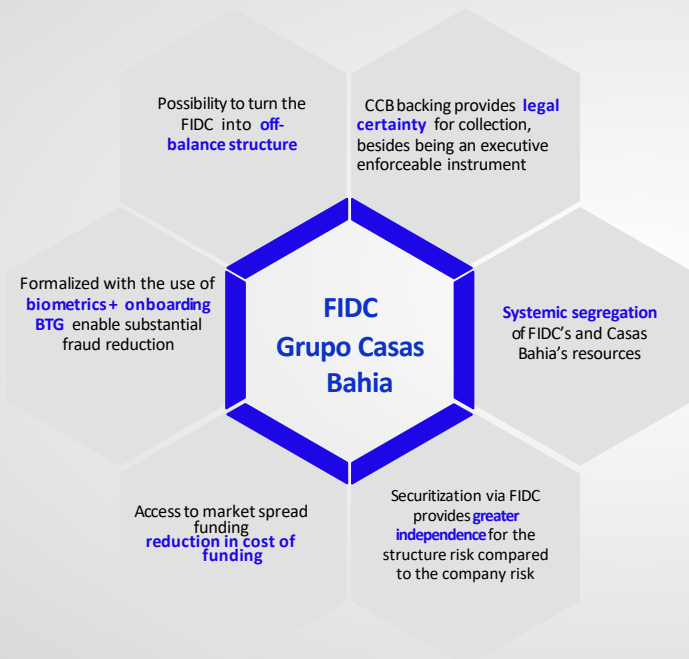 Possibility to turn the
FIDC into off-
balance structure
CCB backing provides legal
certainty for collection,
besides being an executive
enforceable instrument
Formalized with the use of
biometrics+ onboarding
BTG enable substantial
fraud reduction
FIDC
Grupo Casas
Bahia
Systemic segregation
of FIDC's and Casas
Bahia's resources
Access to market spread
funding
reduction in cost of
funding
Securitization via FIDC
provides greater
independence for the
structure risk compared
to the company risk